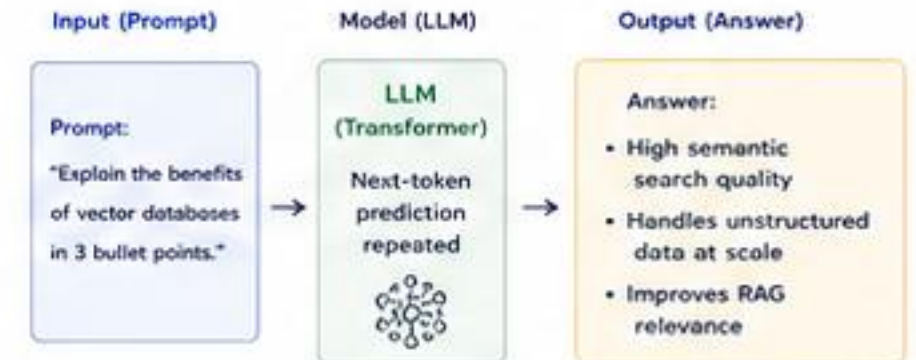 Input (Prompt)
Model (LLM)
Output (Answer)
Prompt:
"Explain the benefits
of vector databases
in 3 bullet points."
LLM
(Transformer)
Next-token
prediction
repeated
Answer:
• High semantic
search quality
• Handles unstructured
data at scale
• Improves RAG
relevance